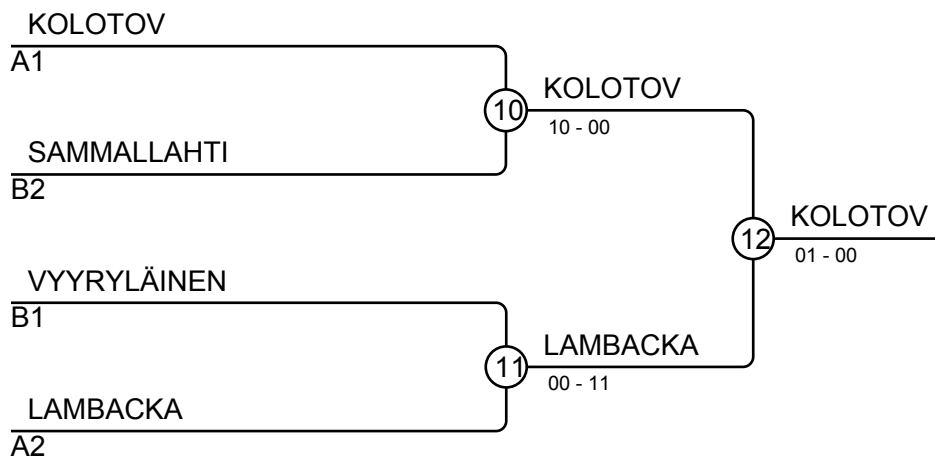 KOLOTOV
A1
10
KOLOTOV
10 - 00
SAMMALLAHTI
B2
12
KOLOTOV
01 - 00
VYYRYLÄINEN
B1
11
LAMBACKA
00 - 11
LAMBACKA
A2